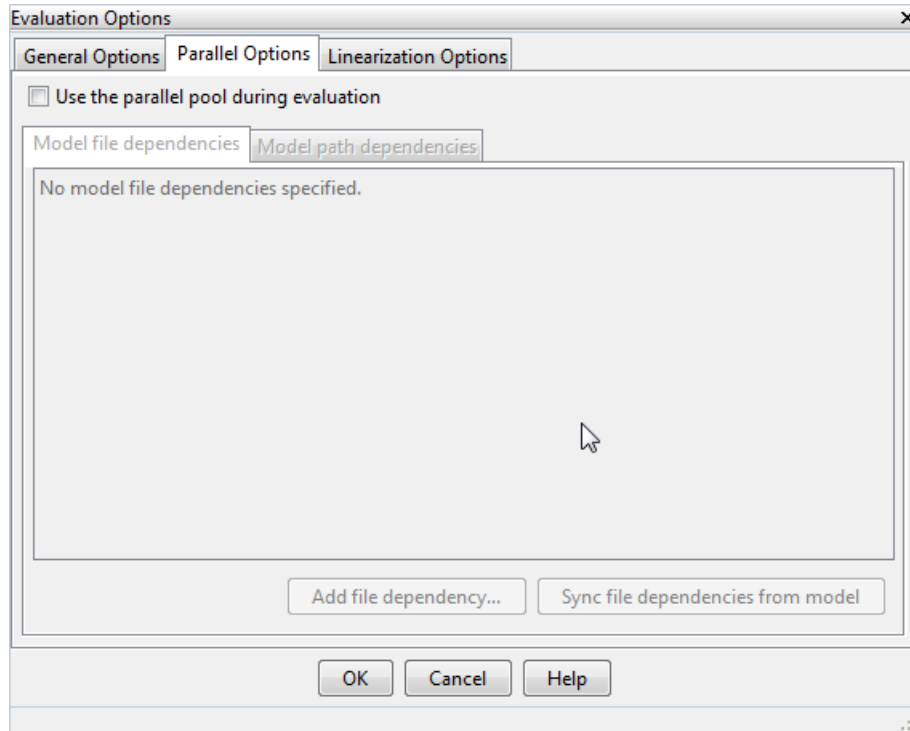 Evaluation Options
General Options Parallel Options Linearization Options
Use the parallel pool during evaluation
Model file dependencies Model path dependencies
No model file dependencies specified.
Add file dependency... Sync file dependencies from model
OK Cancel Help